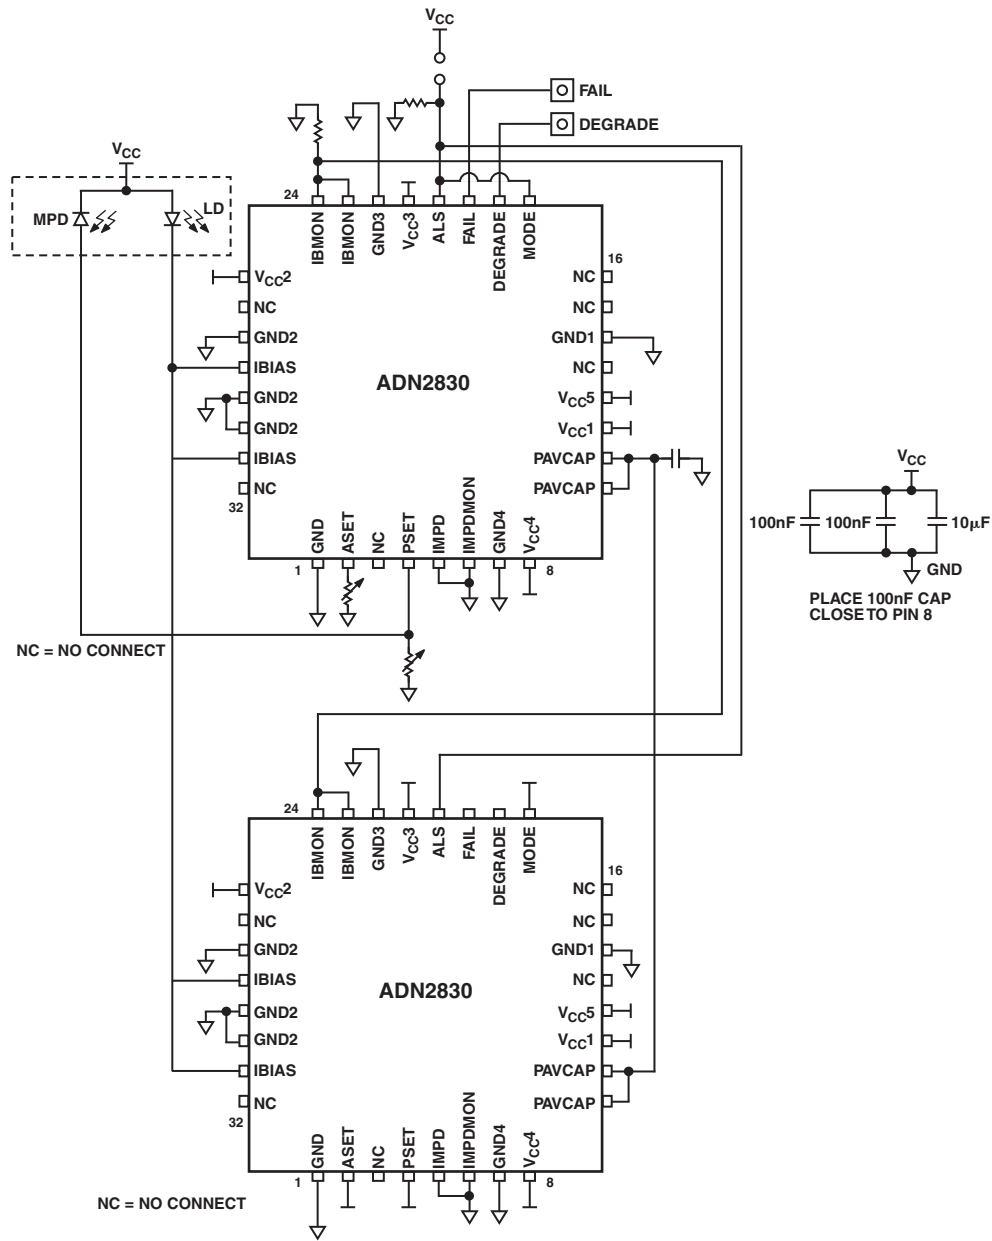 VCC
FAIL
DEGRADE
VCC
MPD
LD
24
IBMON
IBMON
GND3
VCC3
ALS
FAIL
DEGRADE
MODE
16
VCC2
NC
GND2
IBIAS
GND2
GND2
IBIAS
NC
32
ADN2830
NC
NC
GND1
NC
VCC5
VCC1
PAVCAP
PAVCAP
1
GND
ASET
NC
PSET
IMPD
IMPDMON
GND4
VCC4
8
NC = NO CONNECT
VCC
100nF
100nF
10µF
GND
PLACE 100nF CAP
CLOSE TO PIN 8
24
IBMON
IBMON
GND3
VCC3
ALS
FAIL
DEGRADE
MODE
16
VCC2
NC
GND2
IBIAS
GND2
GND2
IBIAS
NC
32
ADN2830
NC
NC
GND1
NC
VCC5
VCC1
PAVCAP
PAVCAP
1
GND
ASET
NC
PSET
IMPD
IMPDMON
GND4
VCC4
8
NC = NO CONNECT